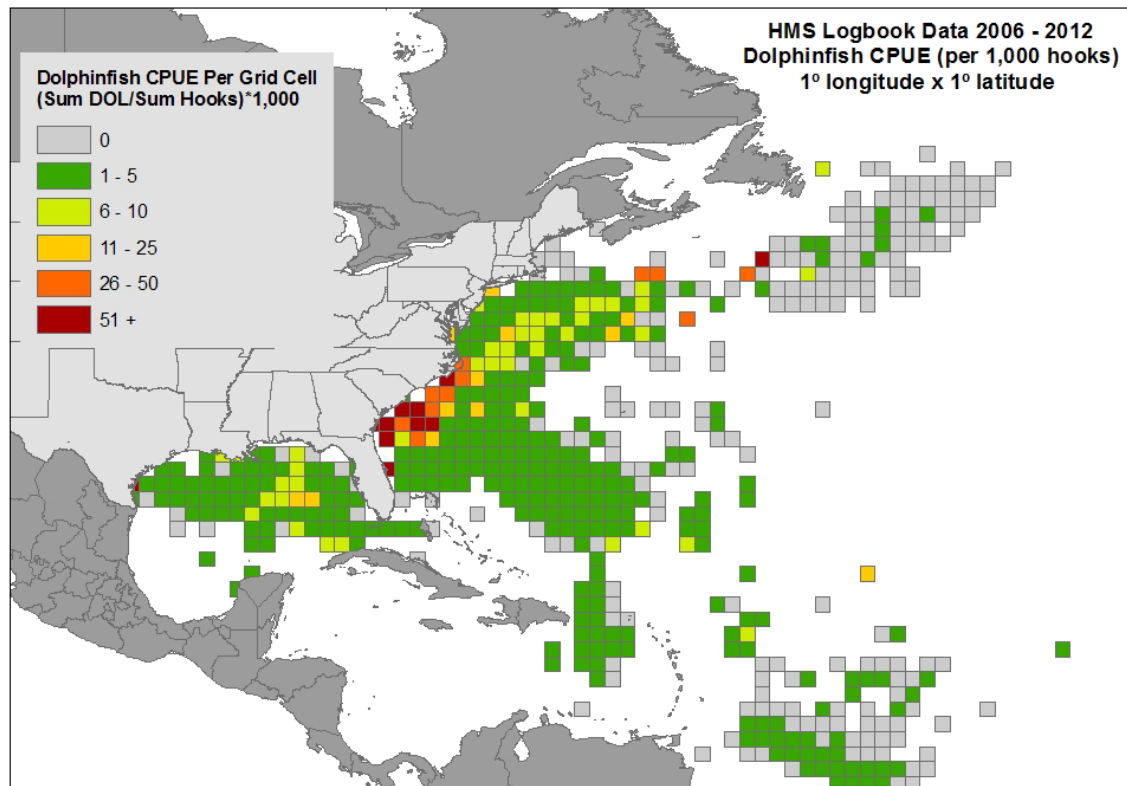 HMS Logbook Data 2006 - 2012
Dolphinfish CPUE (per 1,000 hooks)
1º longitude x 1º latitude
Dolphinfish CPUE Per Grid Cell
(Sum DOL/Sum Hooks)*1,000
0
1 - 5
6 - 10
11 - 25
26 - 50
51 +